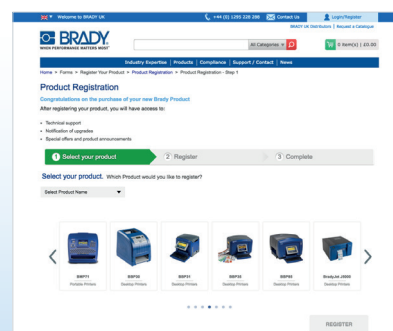 Welcome to BRADY UK
(+44 (0) 1295 228 288
Contact Us
Login/Register
BRADY UK Distributors | Request a Catalogue
BRADY
WHEN PERFORMANCE MATTERS MOST
All Categories
0 item(s) | £0.00
Industry Expertise | Products | Compliance | Support / Contact | News
Home > Forms > Register Your Product > Product Registration > Product Registration - Step 1
Product Registration
Congratulations on the purchase of your new Brady Product
After registering your product, you will have access to:
• Technical support
• Notification of upgrades
• Special offers and product announcements
1 Select your product
2 Register
3 Complete
Select your product. Which Product would you like to register?
Select Product Name
BBP11
Portable Printers
BBP30
Desktop Printers
BBP31
Desktop Printers
BBP35
Desktop Printers
BBP85
Desktop Printers
BradyJet J2000
Desktop Printers
REGISTER